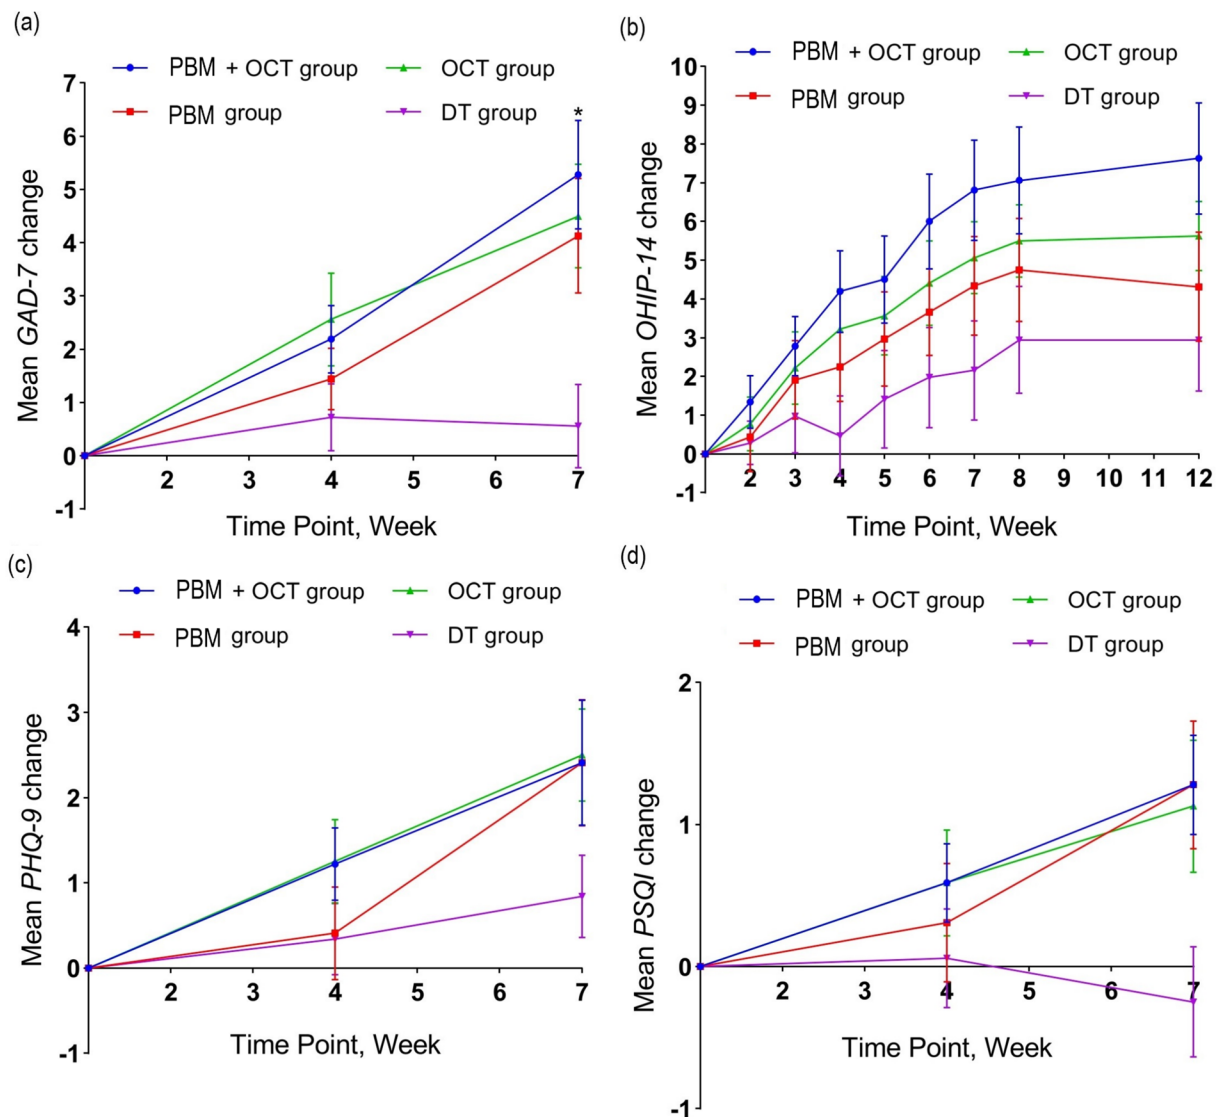 (a)
PBM + OCT group
OCT group
PBM group
DT group
7
6
5
4
3
2
1
0
-1
*
2 3 4 5 6 7
Mean GAD-7 change
Time Point, Week
(b)
PBM + OCT group
OCT group
PBM group
DT group
10
9
8
7
6
5
4
3
2
1
0
-1
2 3 4 5 6 7 8 9 10 11 12
Mean OHIP-14 change
Time Point, Week
(c)
PBM + OCT group
OCT group
PBM group
DT group
4
3
2
1
0
-1
2 3 4 5 6 7
Mean PHQ-9 change
Time Point, Week
(d)
PBM + OCT group
OCT group
PBM group
DT group
2
1
0
-1
2 3 4 5 6 7
Mean PSQI change
Time Point, Week